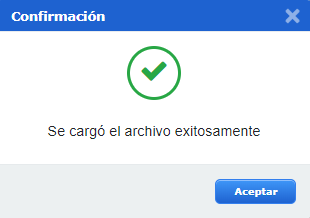 Confirmación
Se cargó el archivo exitosamente
Aceptar